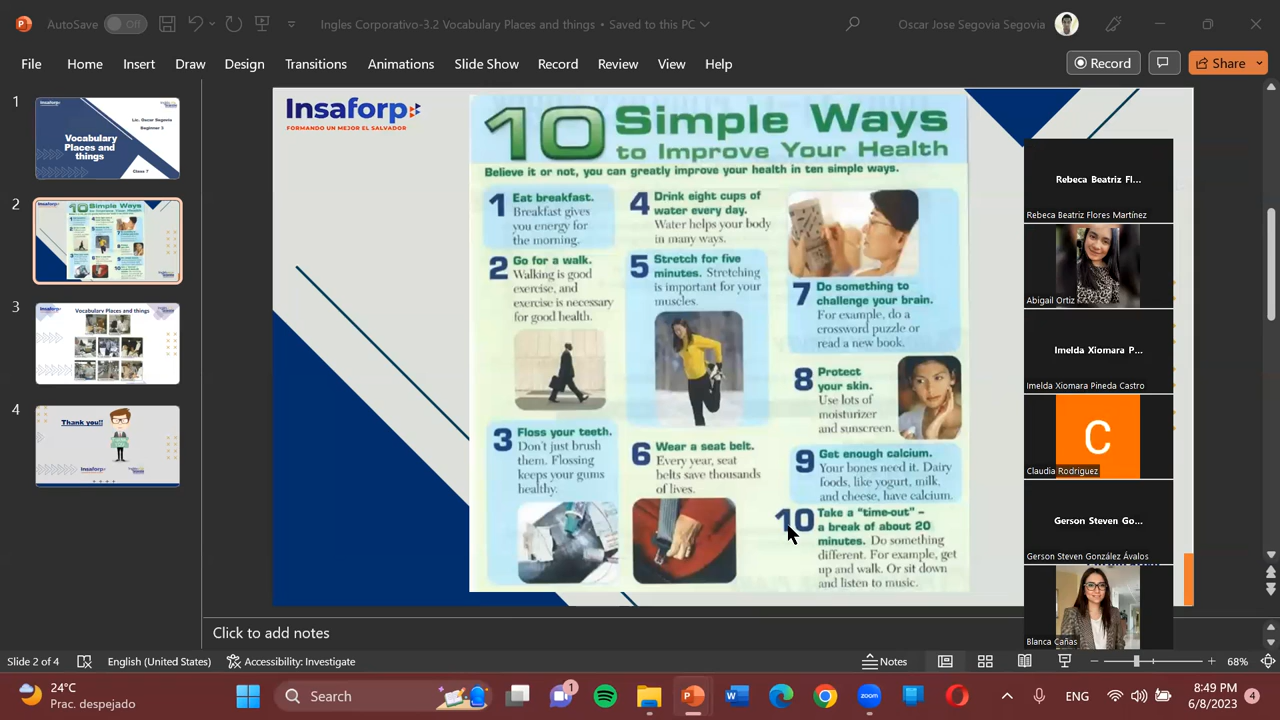 AutoSave Off Ingles Corporativo-3.2 Vocabulary Places and things • Saved to this PC Oscar Jose Segovia Segovia
File Home Insert Draw Design Transitions Animations Slide Show Record Review View Help Record Share
1
Lic. Oscar Segovia
Beginner 3
Vocabulary
Places and
things
Class 7
2
3
Vocabulary Places and things
4
Thank you!!
Insaforp
FORMANDO UN MEJOR EL SALVADOR
10 Simple Ways
to Improve Your Health
Believe it or not, you can greatly improve your health in ten simple ways.
1 Eat breakfast.
Breakfast gives
you energy for
the morning.
2 Go for a walk.
Walking is good
exercise, and
exercise is necessary
for good health.
3 Floss your teeth.
Don't just brush
them. Flossing
keeps your gums
healthy.
4 Drink eight cups of
water every day.
Water helps your body
in many ways.
5 Stretch for five
minutes. Stretching
is important for your
muscles.
6 Wear a seat belt.
Every year, seat
belts save thousands
of lives.
7 Do something to
challenge your brain.
For example, do a
crossword puzzle or
read a new book.
8 Protect
your skin.
Use lots of
moisturizer
and sunscreen.
9 Get enough calcium.
Your bones need it. Dairy
foods, like yogurt, milk,
and cheese, have calcium.
10 Take a “time-out” –
a break of about 20
minutes. Do something
different. For example, get
up and walk. Or sit down
and listen to music.
Rebeca Beatriz Fl...
Rebeca Beatriz Flores Martínez
Abigail Ortiz
Imelda Xiomara P...
Imelda Xiomara Pineda Castro
C
Claudia Rodriguez
Gerson Steven Go...
Gerson Steven González Ávalos
Blanca Cañas
Click to add notes
Slide 2 of 4 English (United States) Accessibility: Investigate Notes 68%
24°C
Prac. despejado
Search
1
zoom
ENG
8:49 PM
6/8/2023
4